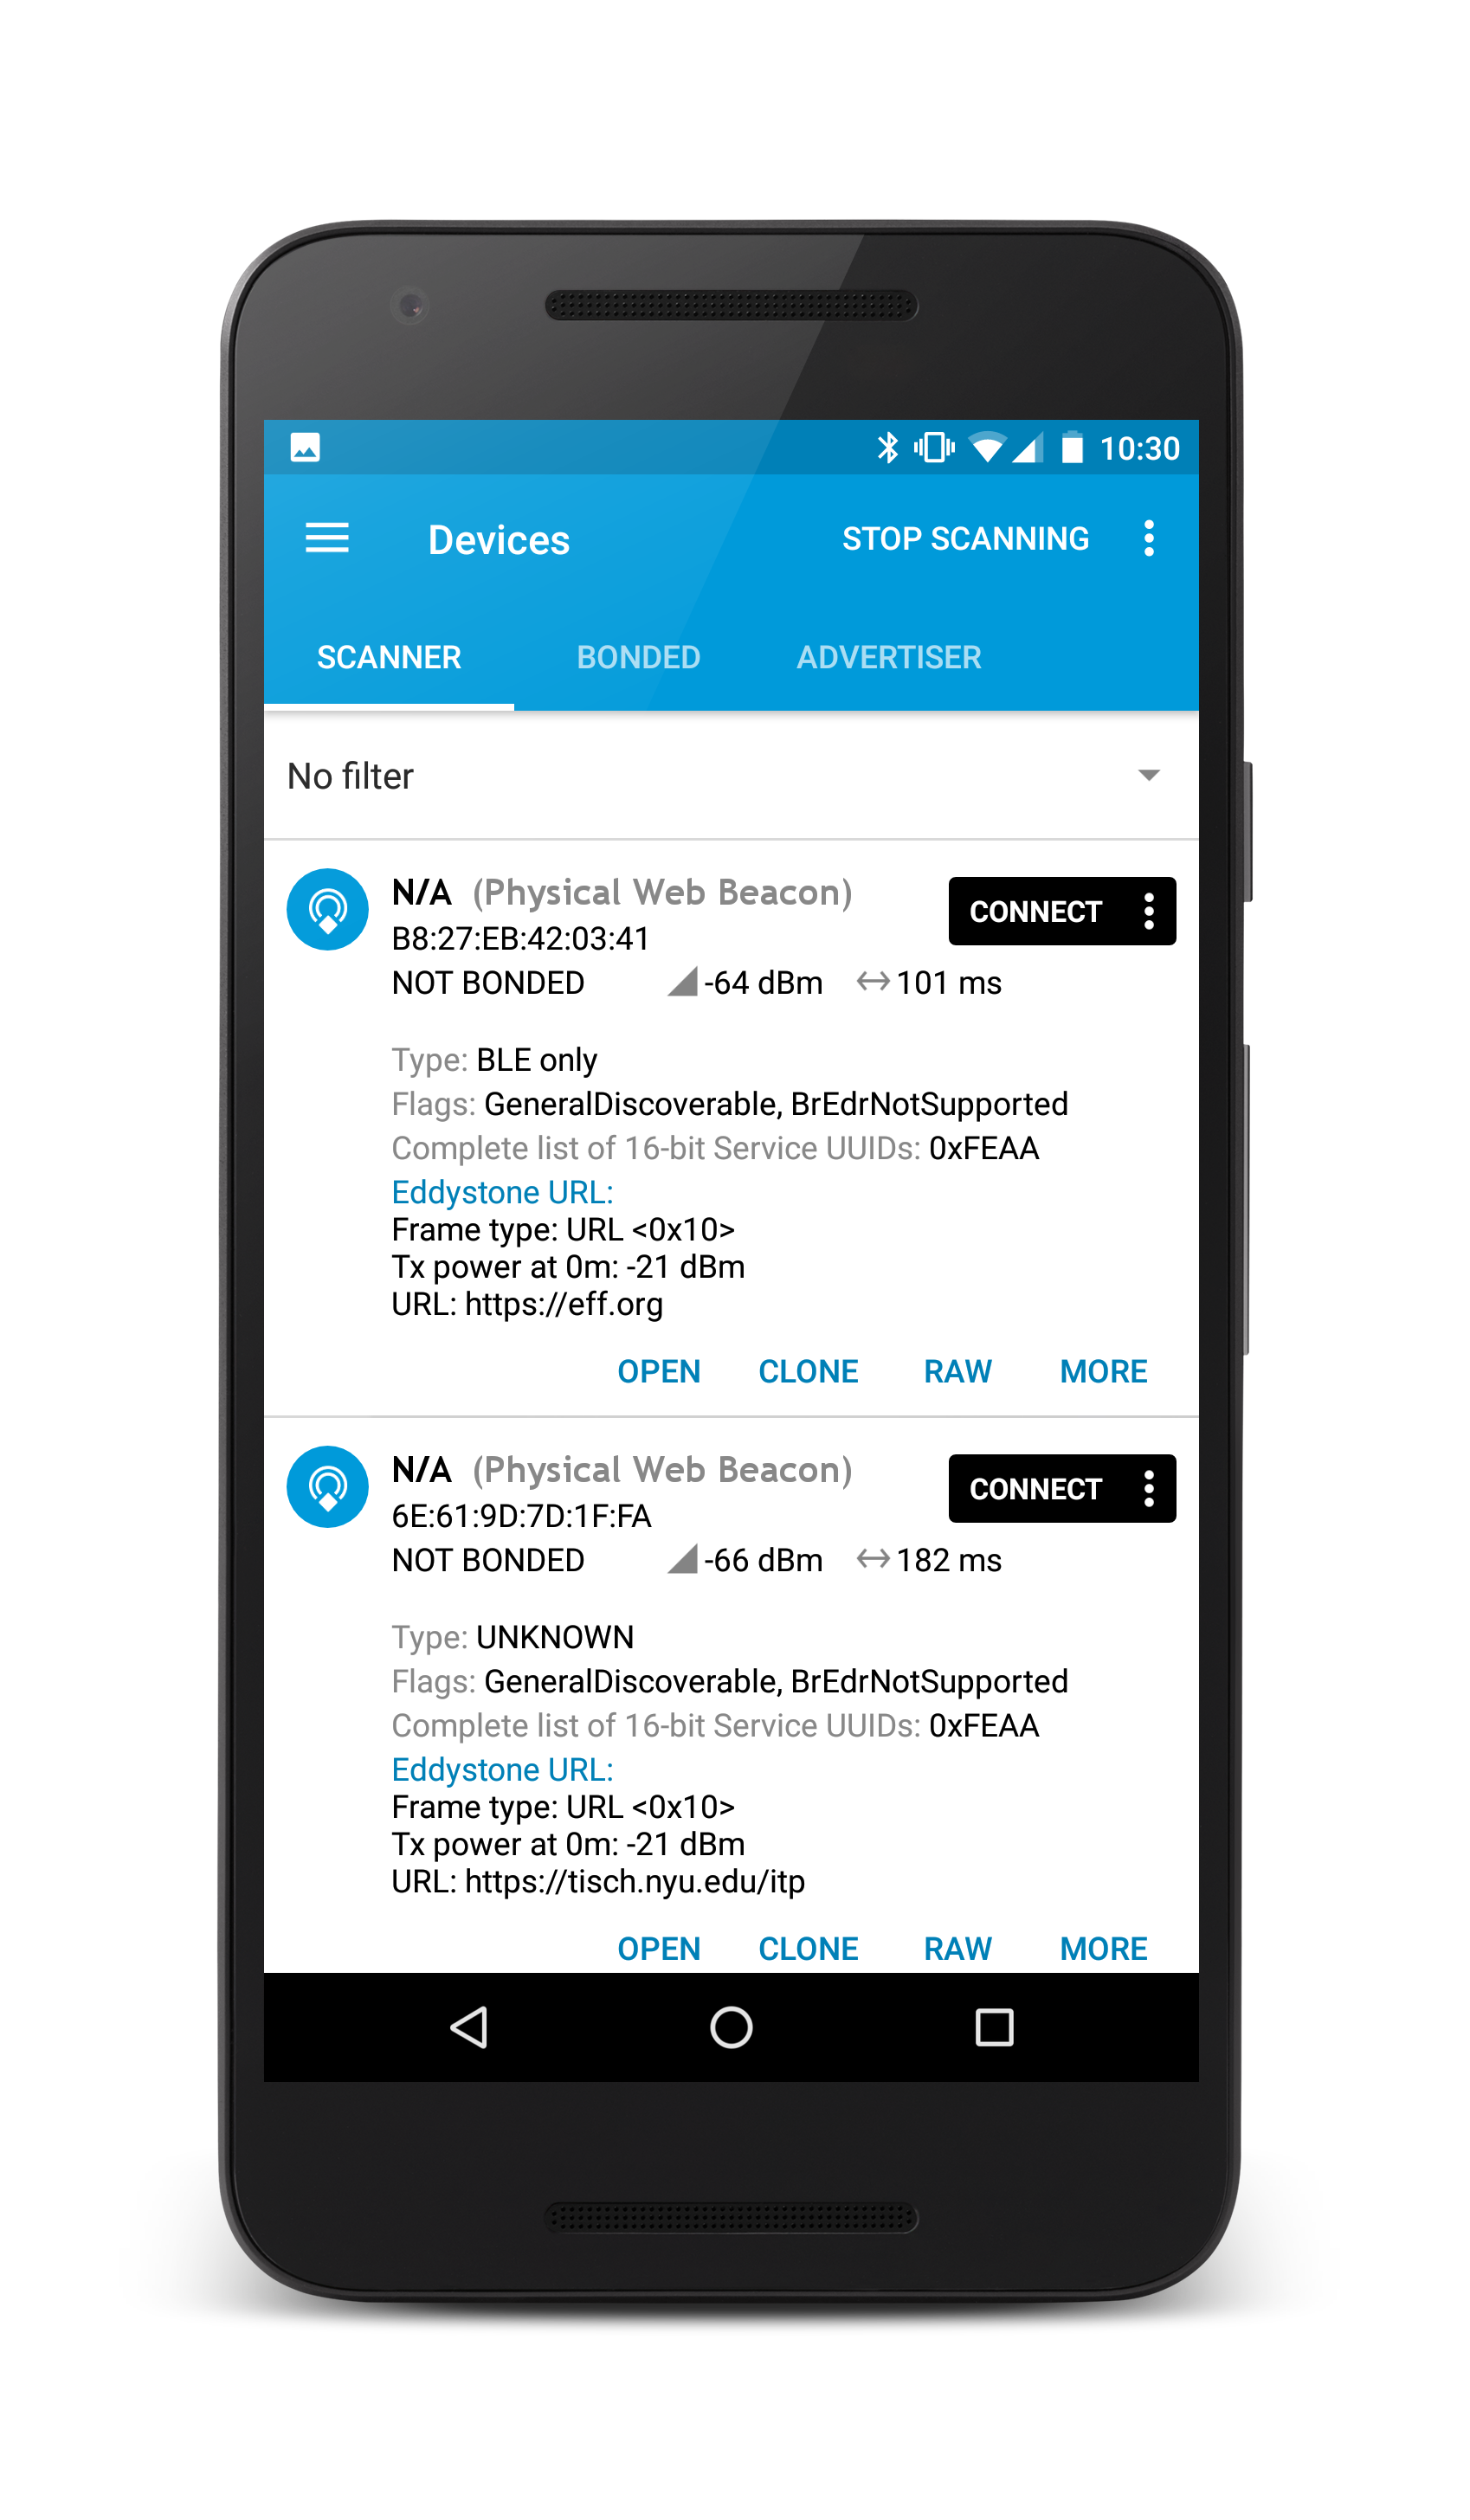 10:30
Devices STOP SCANNING
SCANNER BONDED ADVERTISER
No filter
N/A (Physical Web Beacon) CONNECT
B8:27:EB:42:03:41
NOT BONDED -64 dBm 101 ms
Type: BLE only
Flags: GeneralDiscoverable, BrEdrNotSupported
Complete list of 16-bit Service UUIDs: 0xFEAA
Eddystone URL:
Frame type: URL <0x10>
Tx power at 0m: -21 dBm
URL: https://eff.org
OPEN CLONE RAW MORE
N/A (Physical Web Beacon) CONNECT
6E:61:9D:7D:1F:FA
NOT BONDED -66 dBm 182 ms
Type: UNKNOWN
Flags: GeneralDiscoverable, BrEdrNotSupported
Complete list of 16-bit Service UUIDs: 0xFEAA
Eddystone URL:
Frame type: URL <0x10>
Tx power at 0m: -21 dBm
URL: https://tisch.nyu.edu/itp
OPEN CLONE RAW MORE